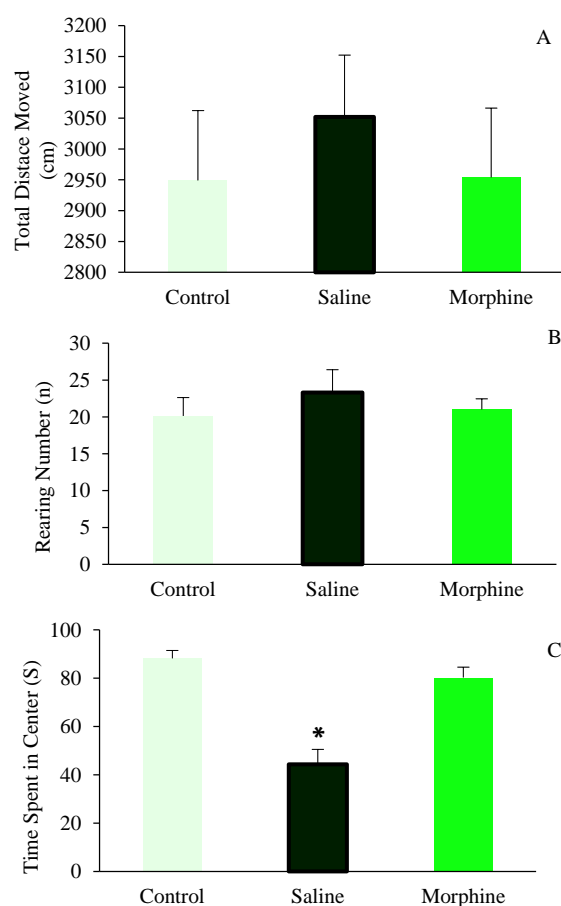 A
Total Distace Moved
(cm)
3200
3150
3100
3050
3000
2950
2900
2850
2800
Control Saline Morphine
B
Rearing Number (n)
30
25
20
15
10
5
0
Control Saline Morphine
C
Time Spent in Center (S)
100
80
60
40
20
0
*
Control Saline Morphine